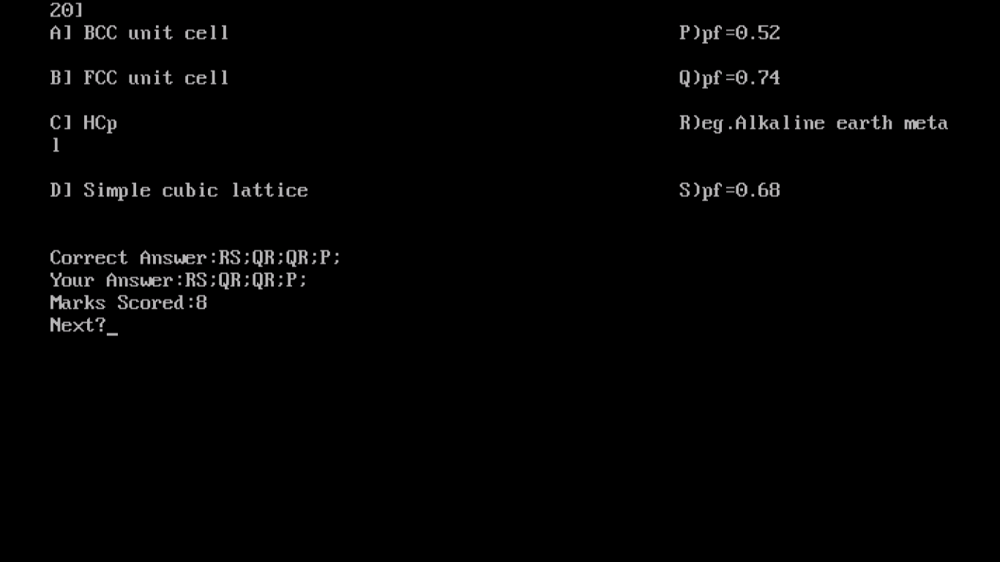 20]
A] BCC unit cell P)pf=0.52
B] FCC unit cell Q)pf=0.74
C] HCp R)eg.Alkaline earth meta
l
D] Simple cubic lattice S)pf=0.68
Correct Answer:RS;QR;QR;P;
Your Answer:RS;QR;QR;P;
Marks Scored:8
Next?_